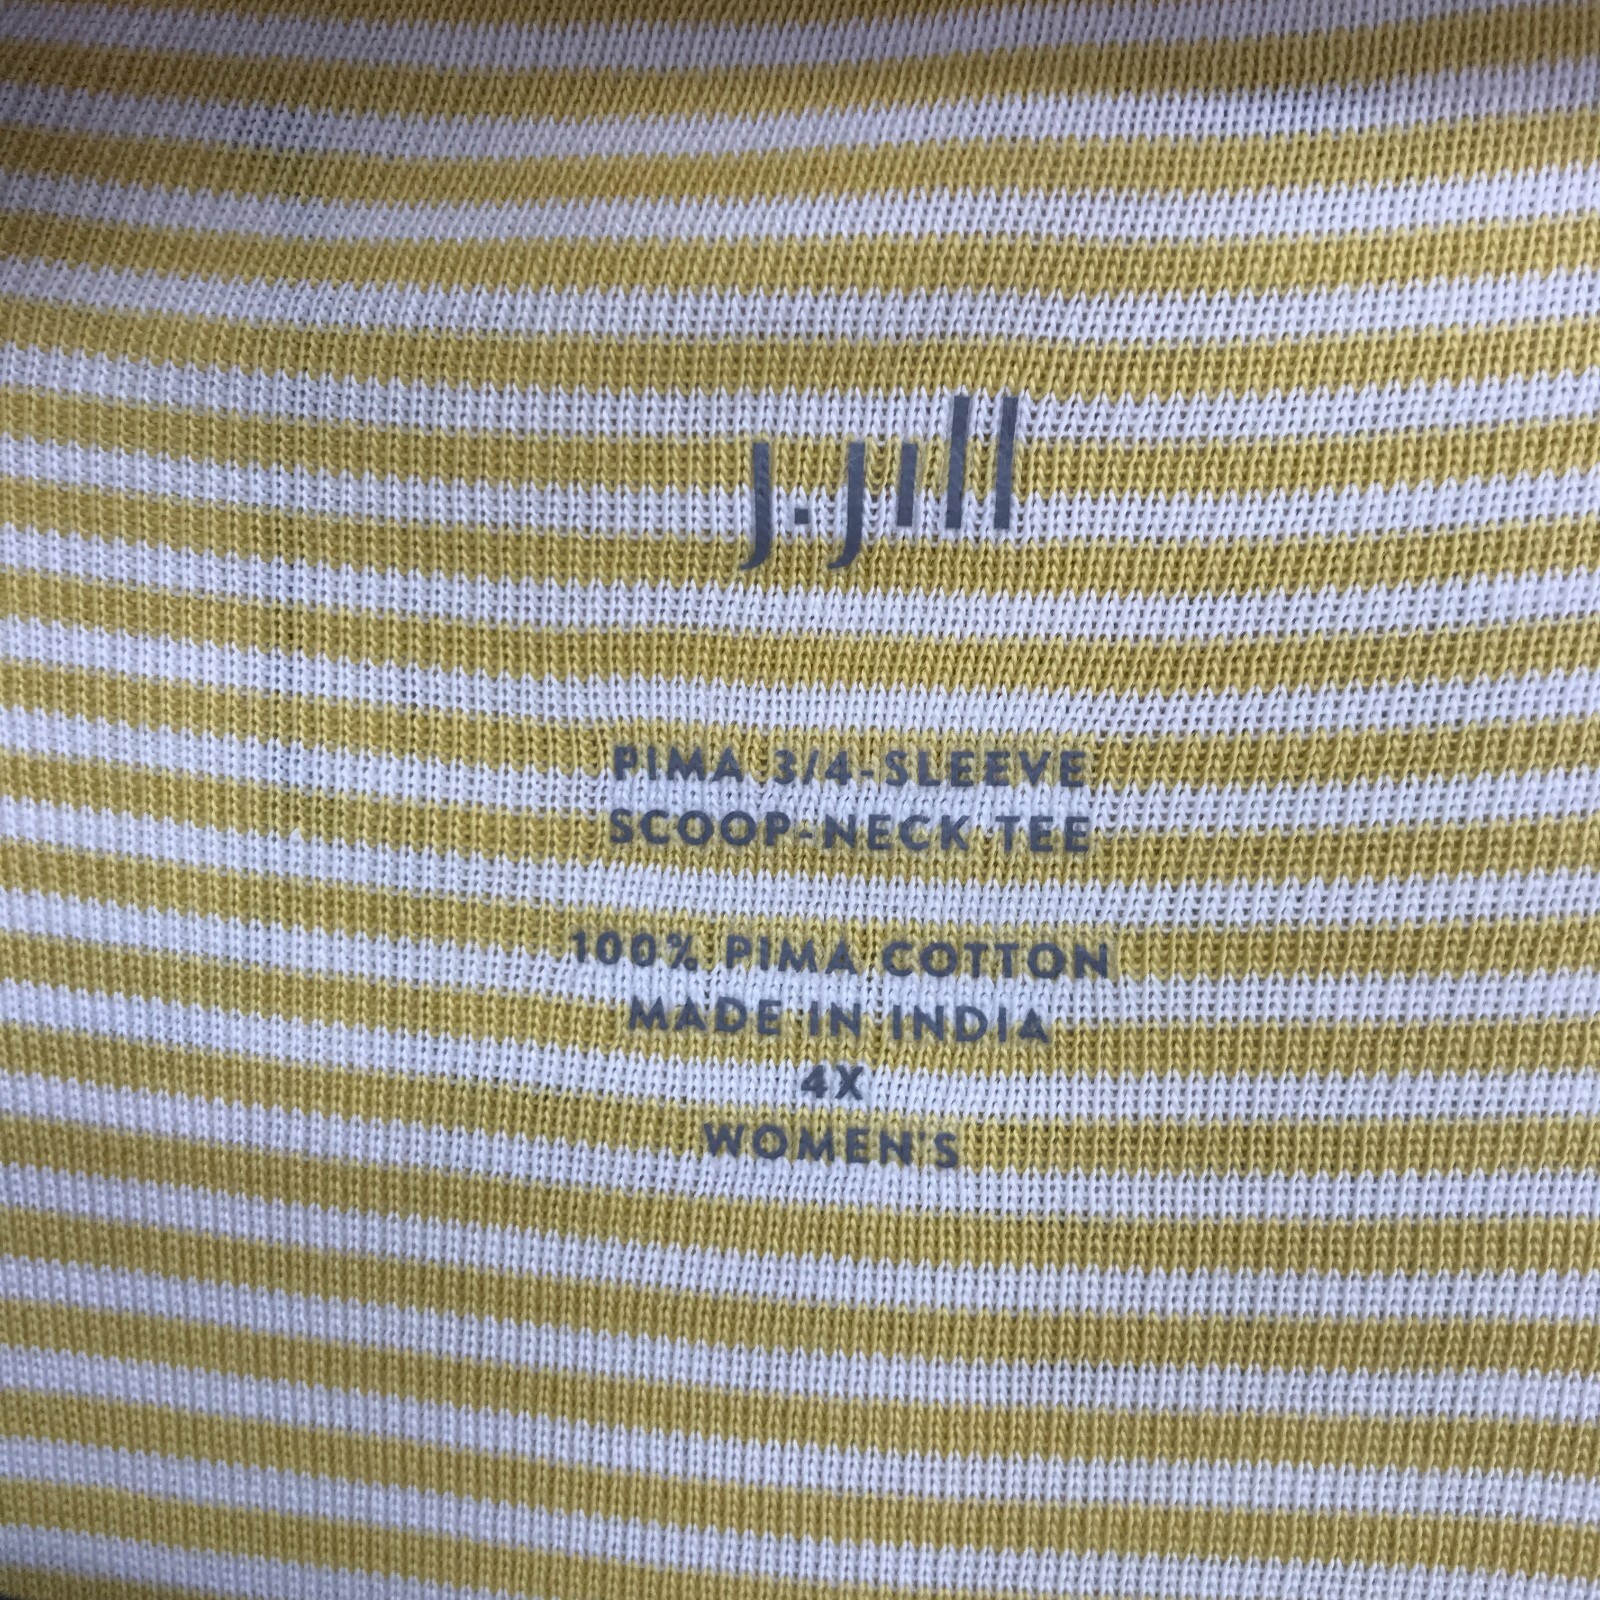 J.Jill
PIMA 3/4-SLEEVE
SCOOP-NECK TEE
100% PIMA COTTON
MADE IN INDIA
4X
WOMEN'S